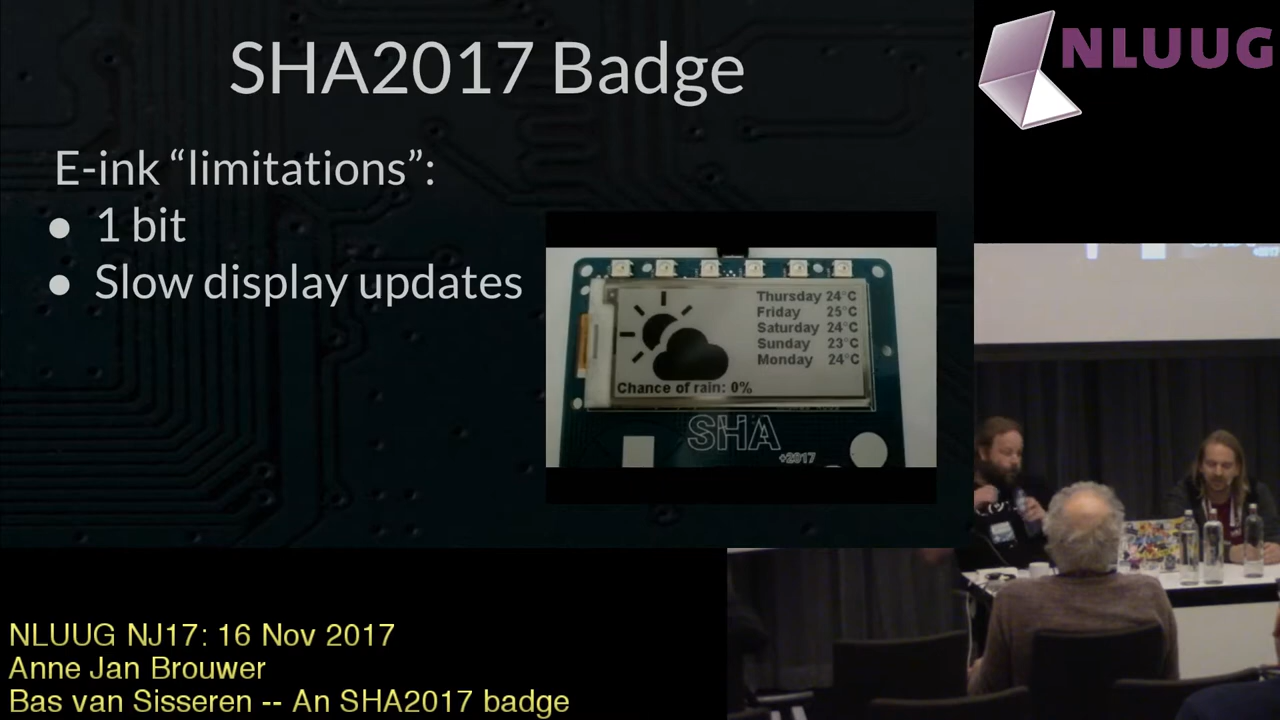 SHA2017 Badge
E-ink “limitations”:
● 1 bit
● Slow display updates
Thursday 24°C
Friday 25°C
Saturday 24°C
Sunday 23°C
Monday 24°C
Chance of rain: 0%
SHA
+2017
NLUUG
NLUUG NJ17: 16 Nov 2017
Anne Jan Brouwer
Bas van Sisseren -- An SHA2017 badge